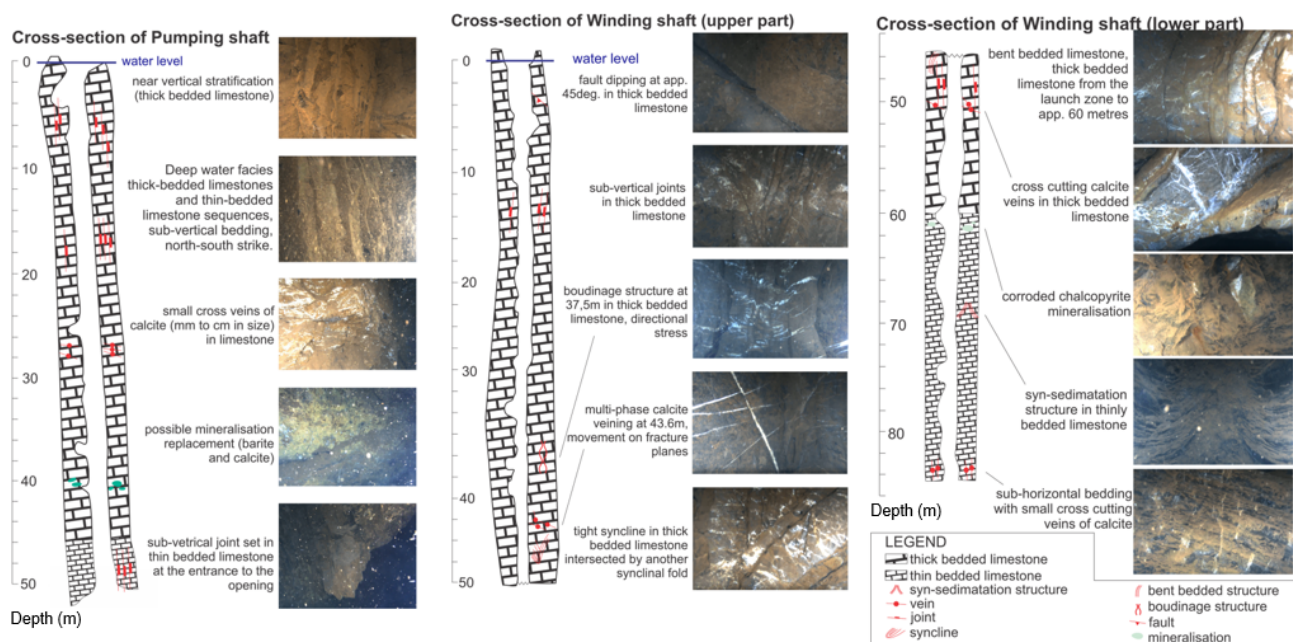 Cross-section of Pumping shaft
0
water level
near vertical stratification
(thick bedded limestone)
10
Deep water facies
thick-bedded limestones
and thin-bedded
limestone sequences,
sub-vertical bedding,
north-south strike.
20
small cross veins of
calcite (mm to cm in size)
in limestone
30
possible mineralisation
replacement (barite
and calcite)
40
sub-vetrical joint set in
thin bedded limestone
at the entrance to the
opening
50
Depth (m)
Cross-section of Winding shaft (upper part)
0
water level
fault dipping at app.
45deg. in thick bedded
limestone
10
sub-vertical joints
in thick bedded
limestone
20
boudinage structure at
37,5m in thick bedded
limestone, directional
stress
30
multi-phase calcite
veining at 43.6m,
movement on fracture
planes
40
tight syncline in thick
bedded limestone
intersected by another
synclinal fold
50
Cross-section of Winding shaft (lower part)
bent bedded limestone,
thick bedded
limestone from the
launch zone to
app. 60 metres
50
cross cutting calcite
veins in thick bedded
limestone
60
corroded chalcopyrite
mineralisation
70
syn-sedimatation
structure in thinly
bedded limestone
80
sub-horizontal bedding
with small cross cutting
veins of calcite
Depth (m)
LEGEND
thick bedded limestone
thin bedded limestone
syn-sedimatation structure
vein
joint
syncline
bent bedded structure
boudinage structure
fault
mineralisation